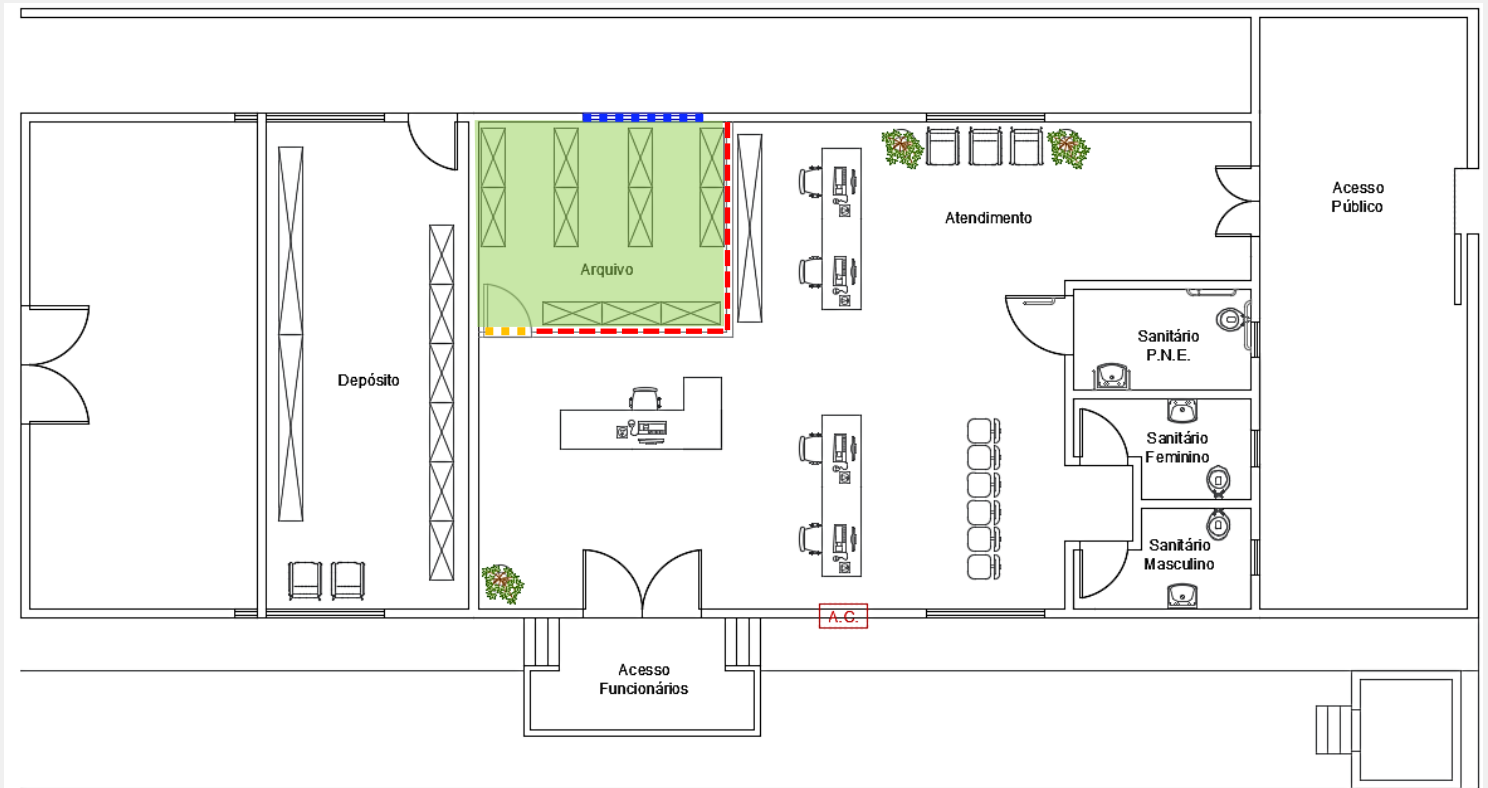 Acesso
Público
Atendimento
Arquivo
Sanitário
P.N.E.
Depósito
Sanitário
Feminino
Sanitário
Masculino
A.C.
Acesso
Funcionários